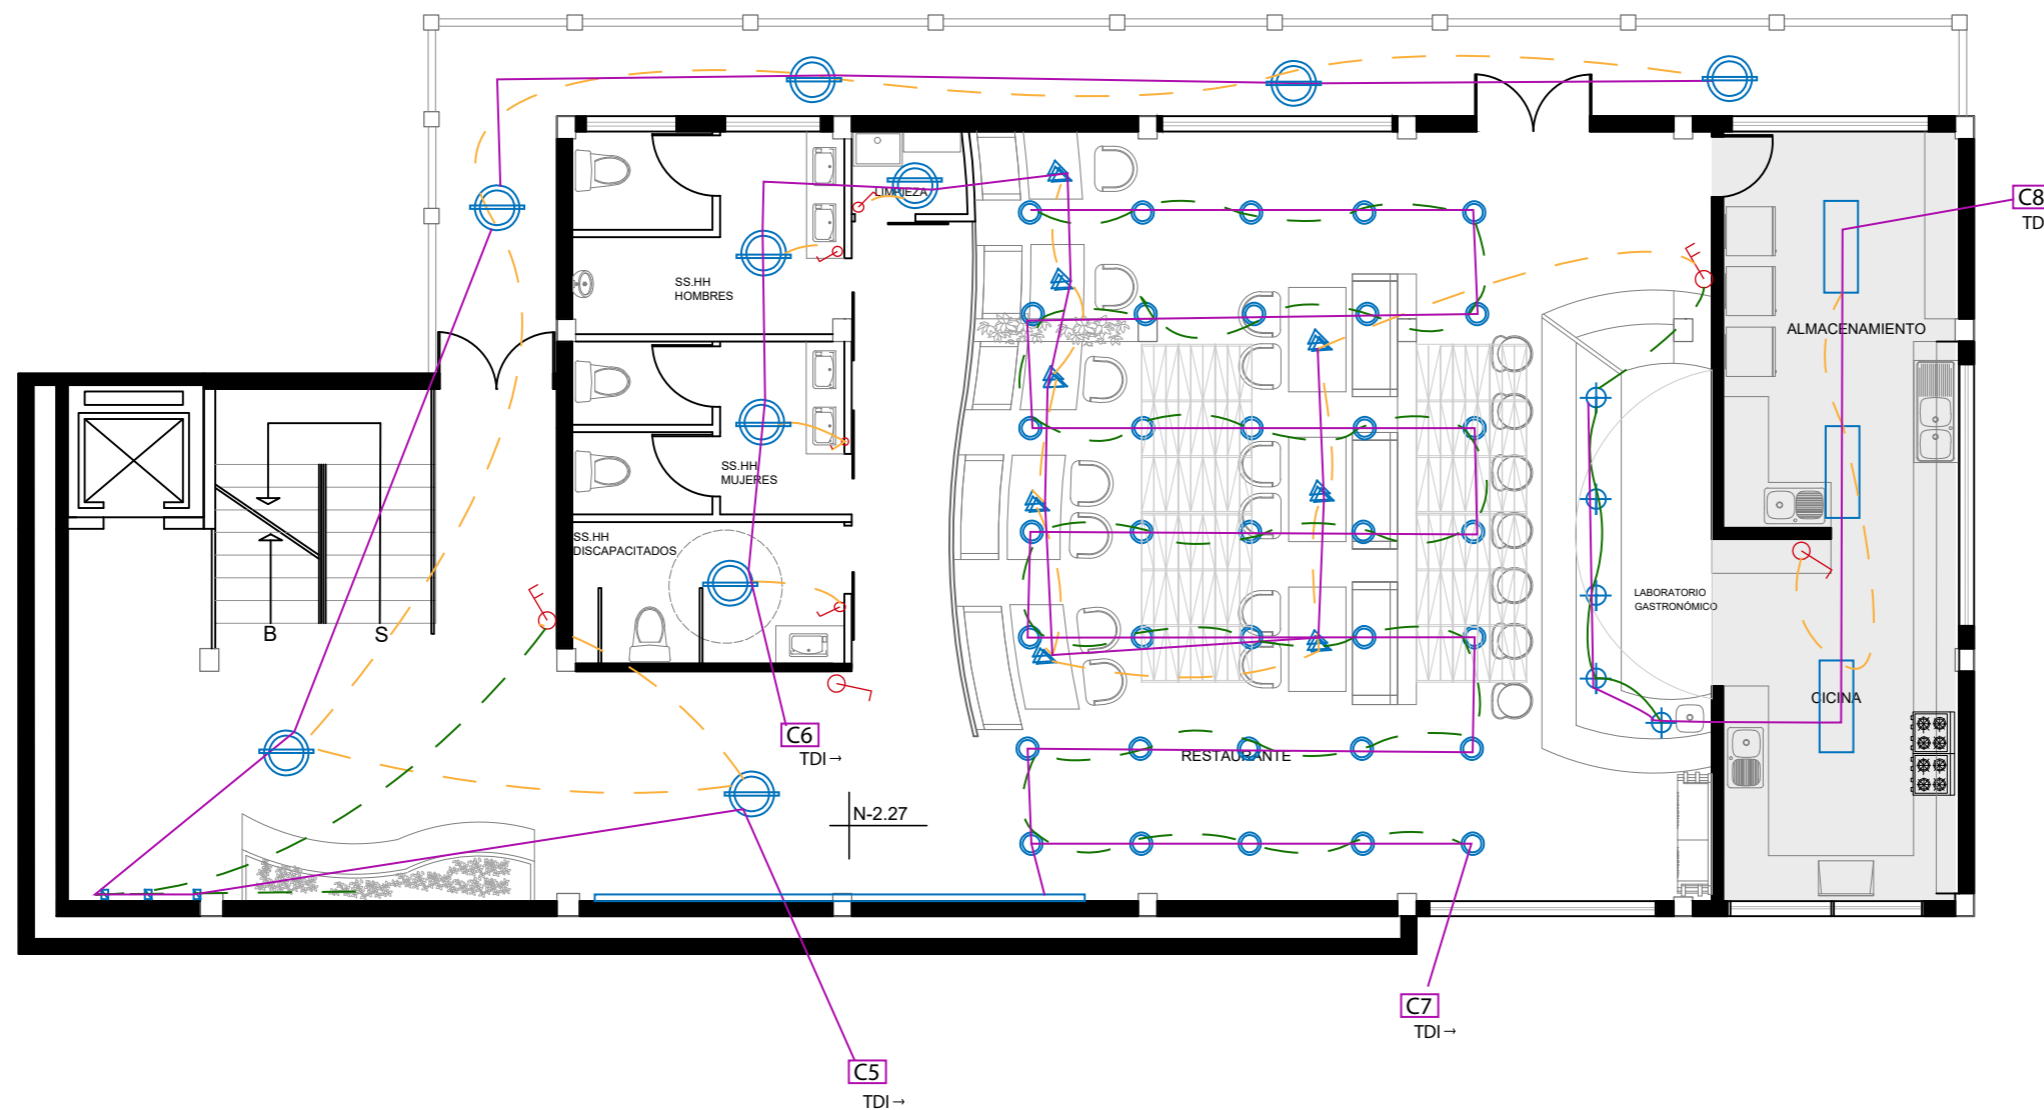 LIMPIEZA
C8
TD
SS.HH
HOMBRES
ALMACENAMIENTO
SS.HH
MUJERES
SS.HH
DISCAPACITADOS
LABORATORIO
GASTRONÓMICO
B
S
CICINA
C6
TDI→
RESTAURANTE
N-2.27
C7
TDI→
C5
TDI→